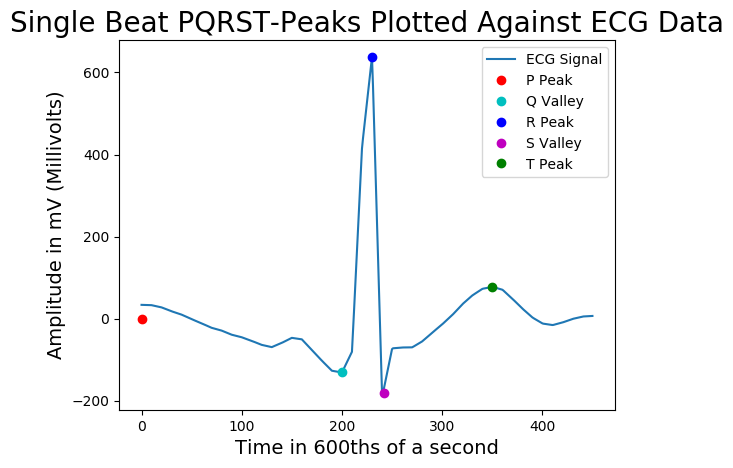 Single Beat PQRST-Peaks Plotted Against ECG Data
ECG Signal
P Peak
Q Valley
R Peak
S Valley
T Peak
Amplitude in mV (Millivolts)
600
400
200
0
−200
0 100 200 300 400
Time in 600ths of a second